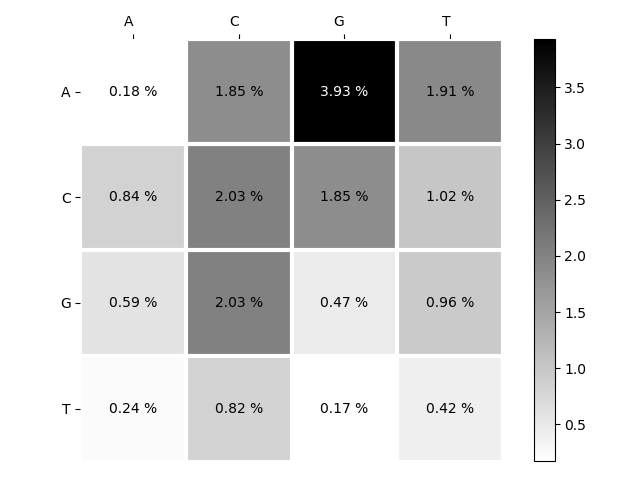 A C G T
A 0.18 % 1.85 % 3.93 % 1.91 %
3.5
3.0
C 0.84 % 2.03 % 1.85 % 1.02 %
2.5
2.0
G 0.59 % 2.03 % 0.47 % 0.96 %
1.5
1.0
T 0.24 % 0.82 % 0.17 % 0.42 %
0.5